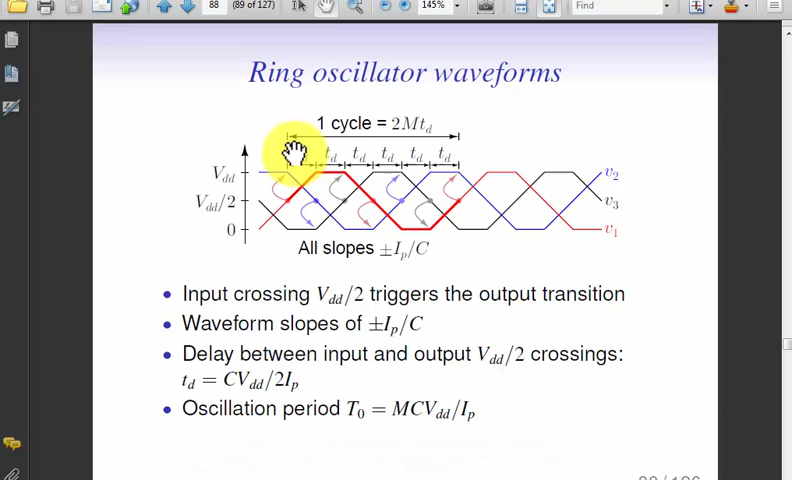 88 (89 of 127) 145% Find
Ring oscillator waveforms
1 cycle = 2Mt_d
t_d t_d t_d t_d t_d
V_dd
V_dd/2
0
v_2
v_3
v_1
All slopes ±I_p/C
• Input crossing V_dd/2 triggers the output transition
• Waveform slopes of ±I_p/C
• Delay between input and output V_dd/2 crossings:
t_d = CV_dd/2I_p
• Oscillation period T_0 = MCV_dd/I_p